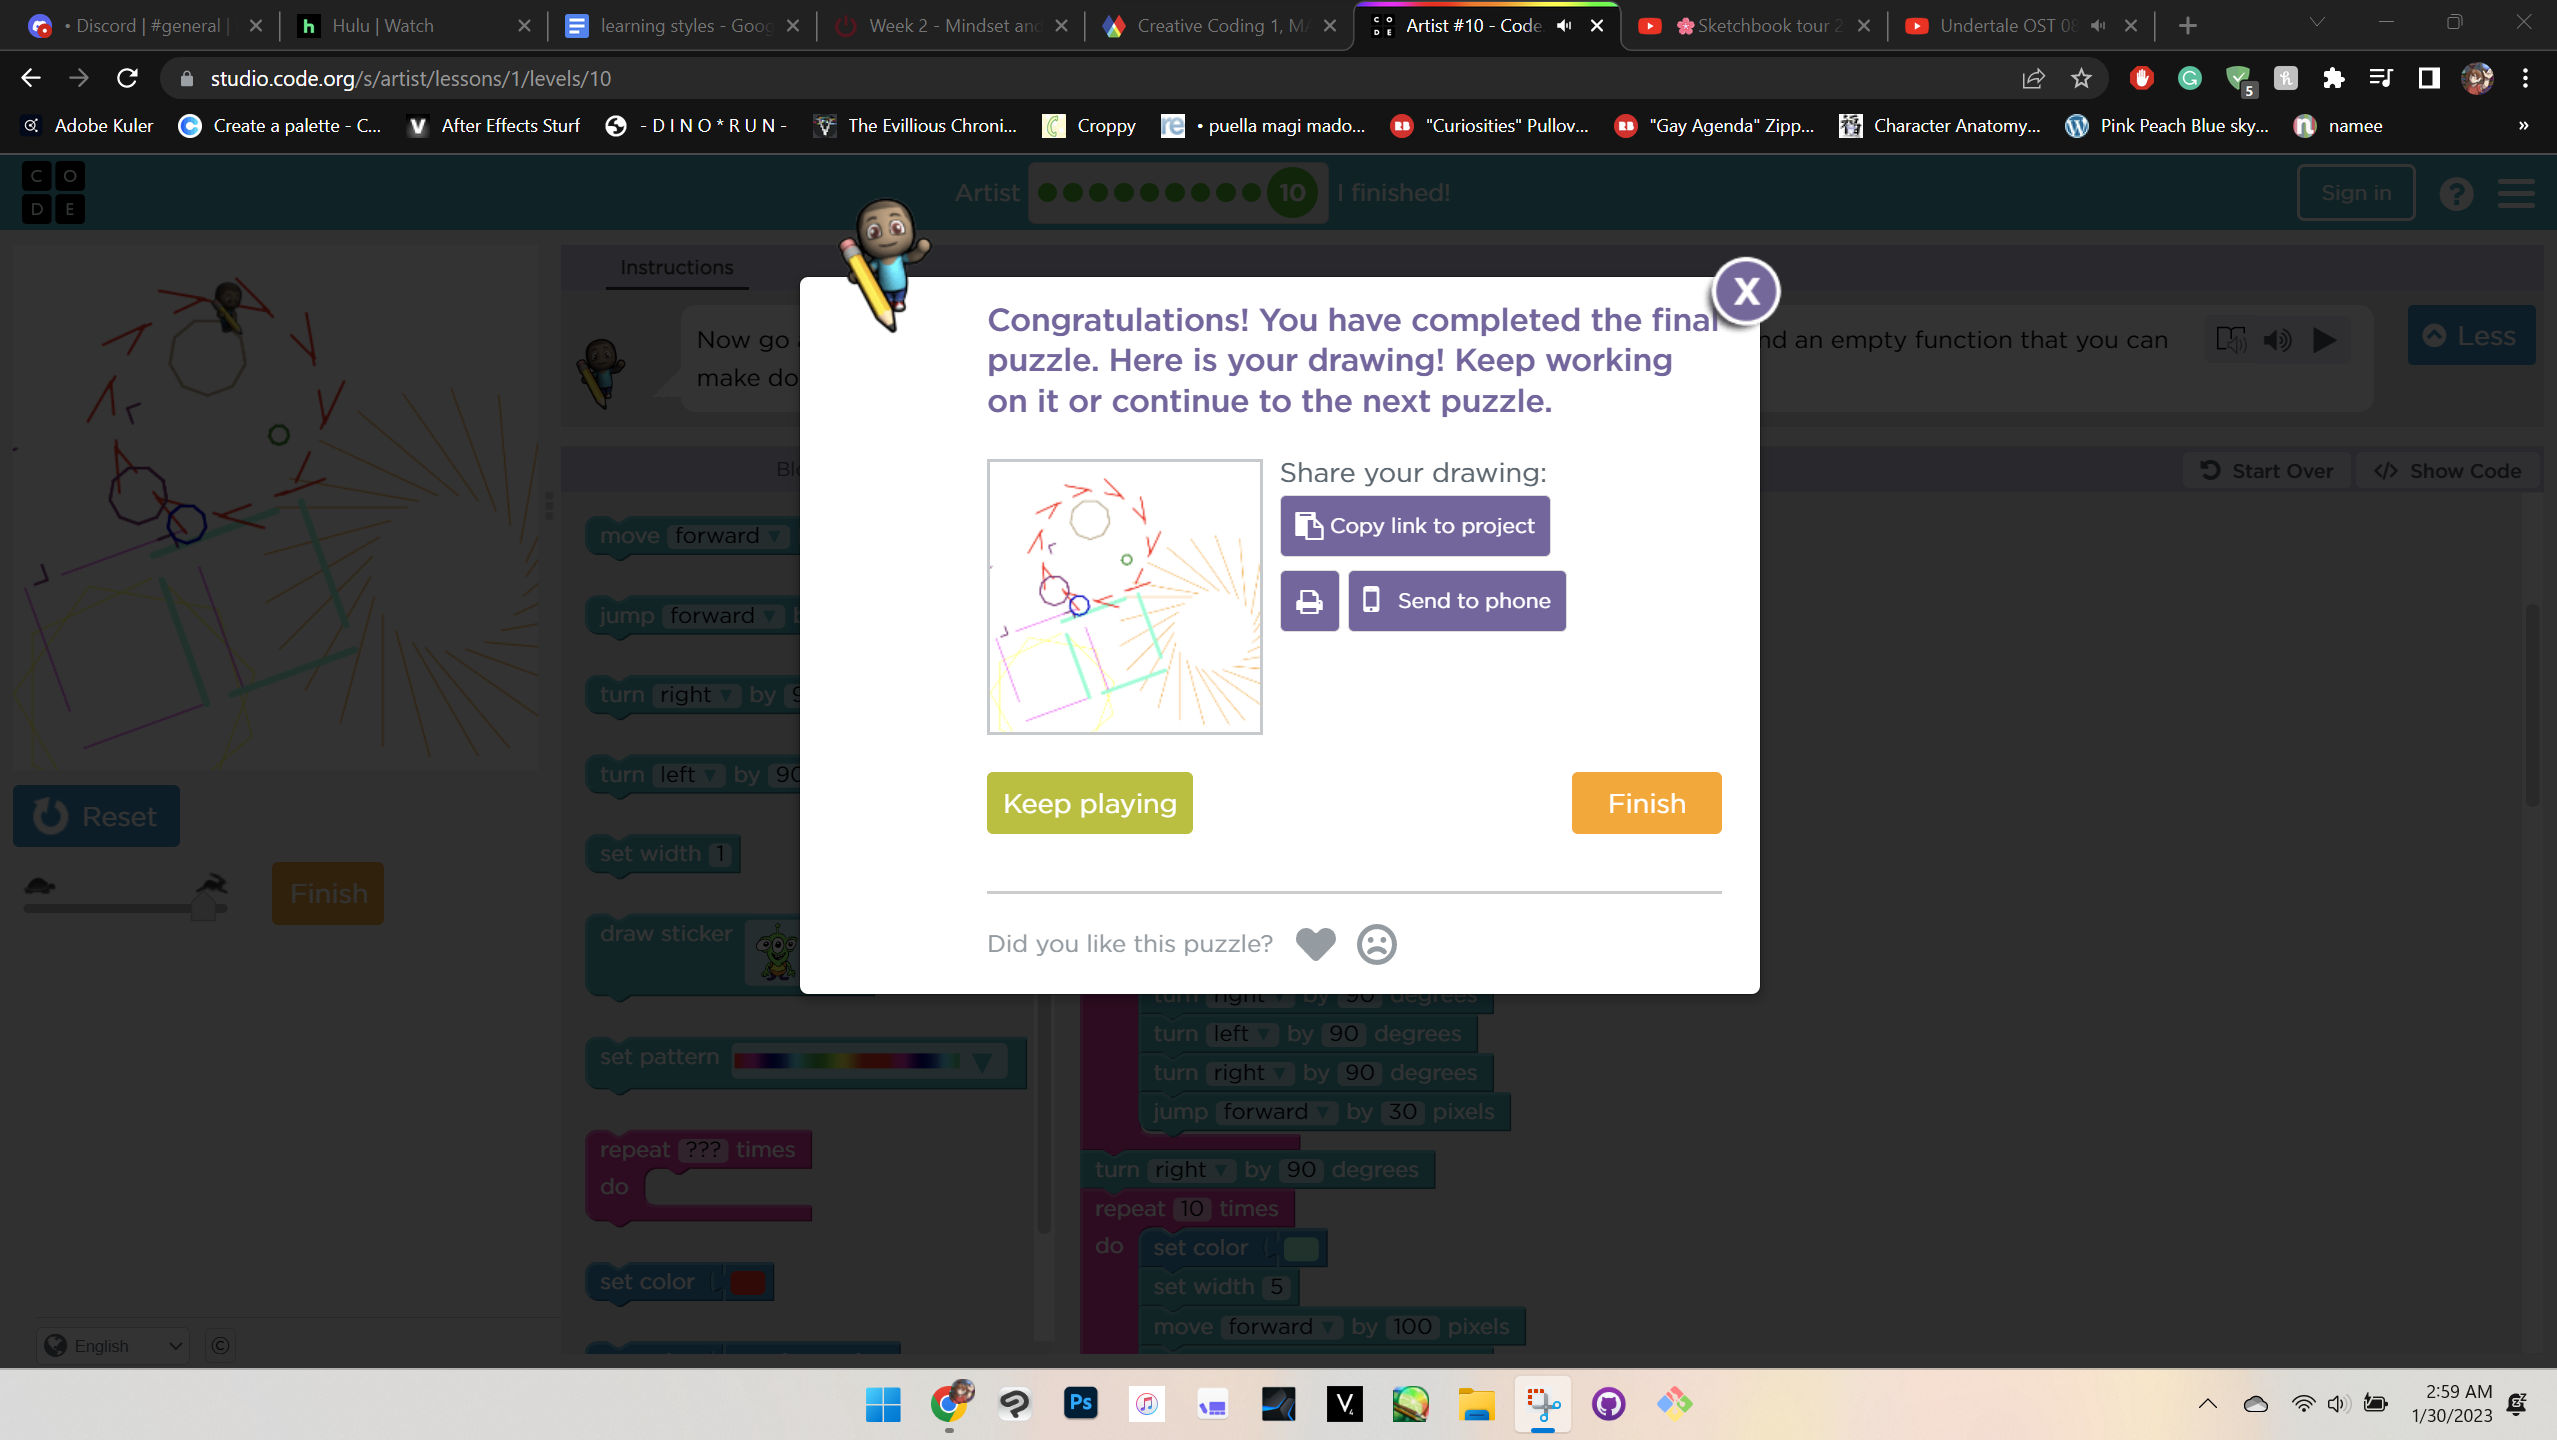 • Discord | #general |
Hulu | Watch
learning styles - Goog
Week 2 - Mindset and
Creative Coding 1, MA
Artist #10 - Code.
Sketchbook tour 2
Undertale OST 08
studio.code.org/s/artist/lessons/1/levels/10
5
Adobe Kuler
Create a palette - C...
After Effects Sturf
- D I N O * R U N -
The Evillious Chroni...
Croppy
• puella magi mado...
"Curiosities" Pullov...
"Gay Agenda" Zipp...
Character Anatomy...
Pink Peach Blue sky...
namee
»
C O
D E
Artist
10
I finished!
Sign in
?
Instructions
Now go
make do
nd an empty function that you can
Less
X
Congratulations! You have completed the final
puzzle. Here is your drawing! Keep working
on it or continue to the next puzzle.
Share your drawing:
Copy link to project
Send to phone
Keep playing
Finish
Did you like this puzzle?
Start Over
</> Show Code
Reset
Finish
move forward
jump forward
turn right by 9
turn left by 90
set width 1
draw sticker
set pattern
repeat ??? times
do
set color
turn right by 90 degrees
turn left by 90 degrees
turn right by 90 degrees
jump forward by 30 pixels
turn right by 90 degrees
repeat 10 times
do set color
set width 5
move forward by 100 pixels
English
©
Ps
V
4
2:59 AM
1/30/2023